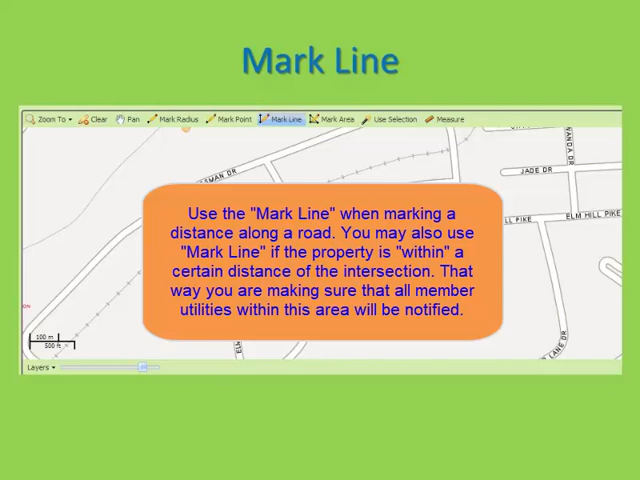 Mark Line
Zoom To Clear Pan Mark Radius Mark Point Mark Line Mark Area Use Selection Measure
JADE DR
ELM HILL PIKE
Use the "Mark Line" when marking a
distance along a road. You may also use
"Mark Line" if the property is "within" a
certain distance of the intersection. That
way you are making sure that all member
utilities within this area will be notified.
100 m
500 ft
LANE DR
Layers